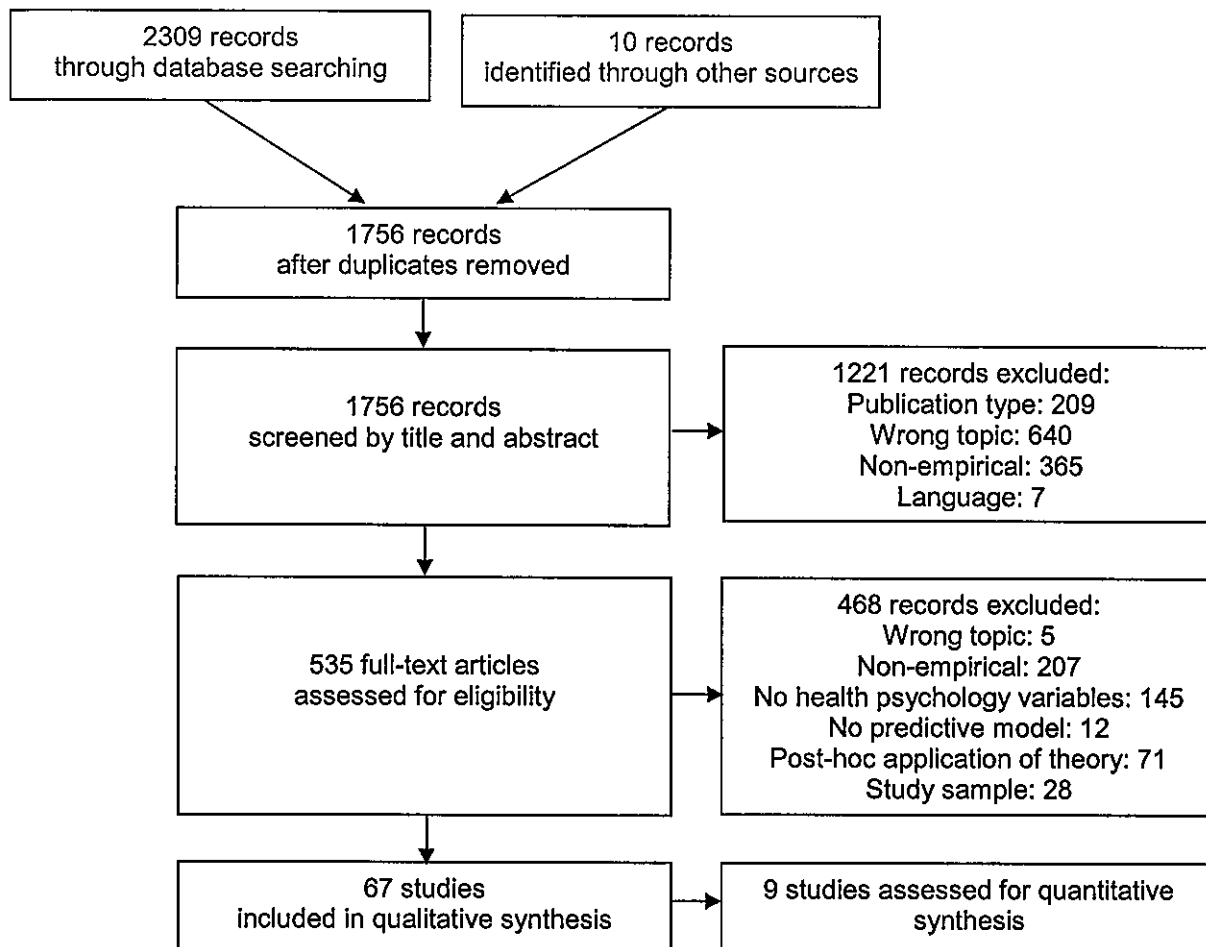 2309 records
through database searching
10 records
identified through other sources
1756 records
after duplicates removed
1756 records
screened by title and abstract
1221 records excluded:
Publication type: 209
Wrong topic: 640
Non-empirical: 365
Language: 7
535 full-text articles
assessed for eligibility
468 records excluded:
Wrong topic: 5
Non-empirical: 207
No health psychology variables: 145
No predictive model: 12
Post-hoc application of theory: 71
Study sample: 28
67 studies
included in qualitative synthesis
9 studies assessed for quantitative
synthesis